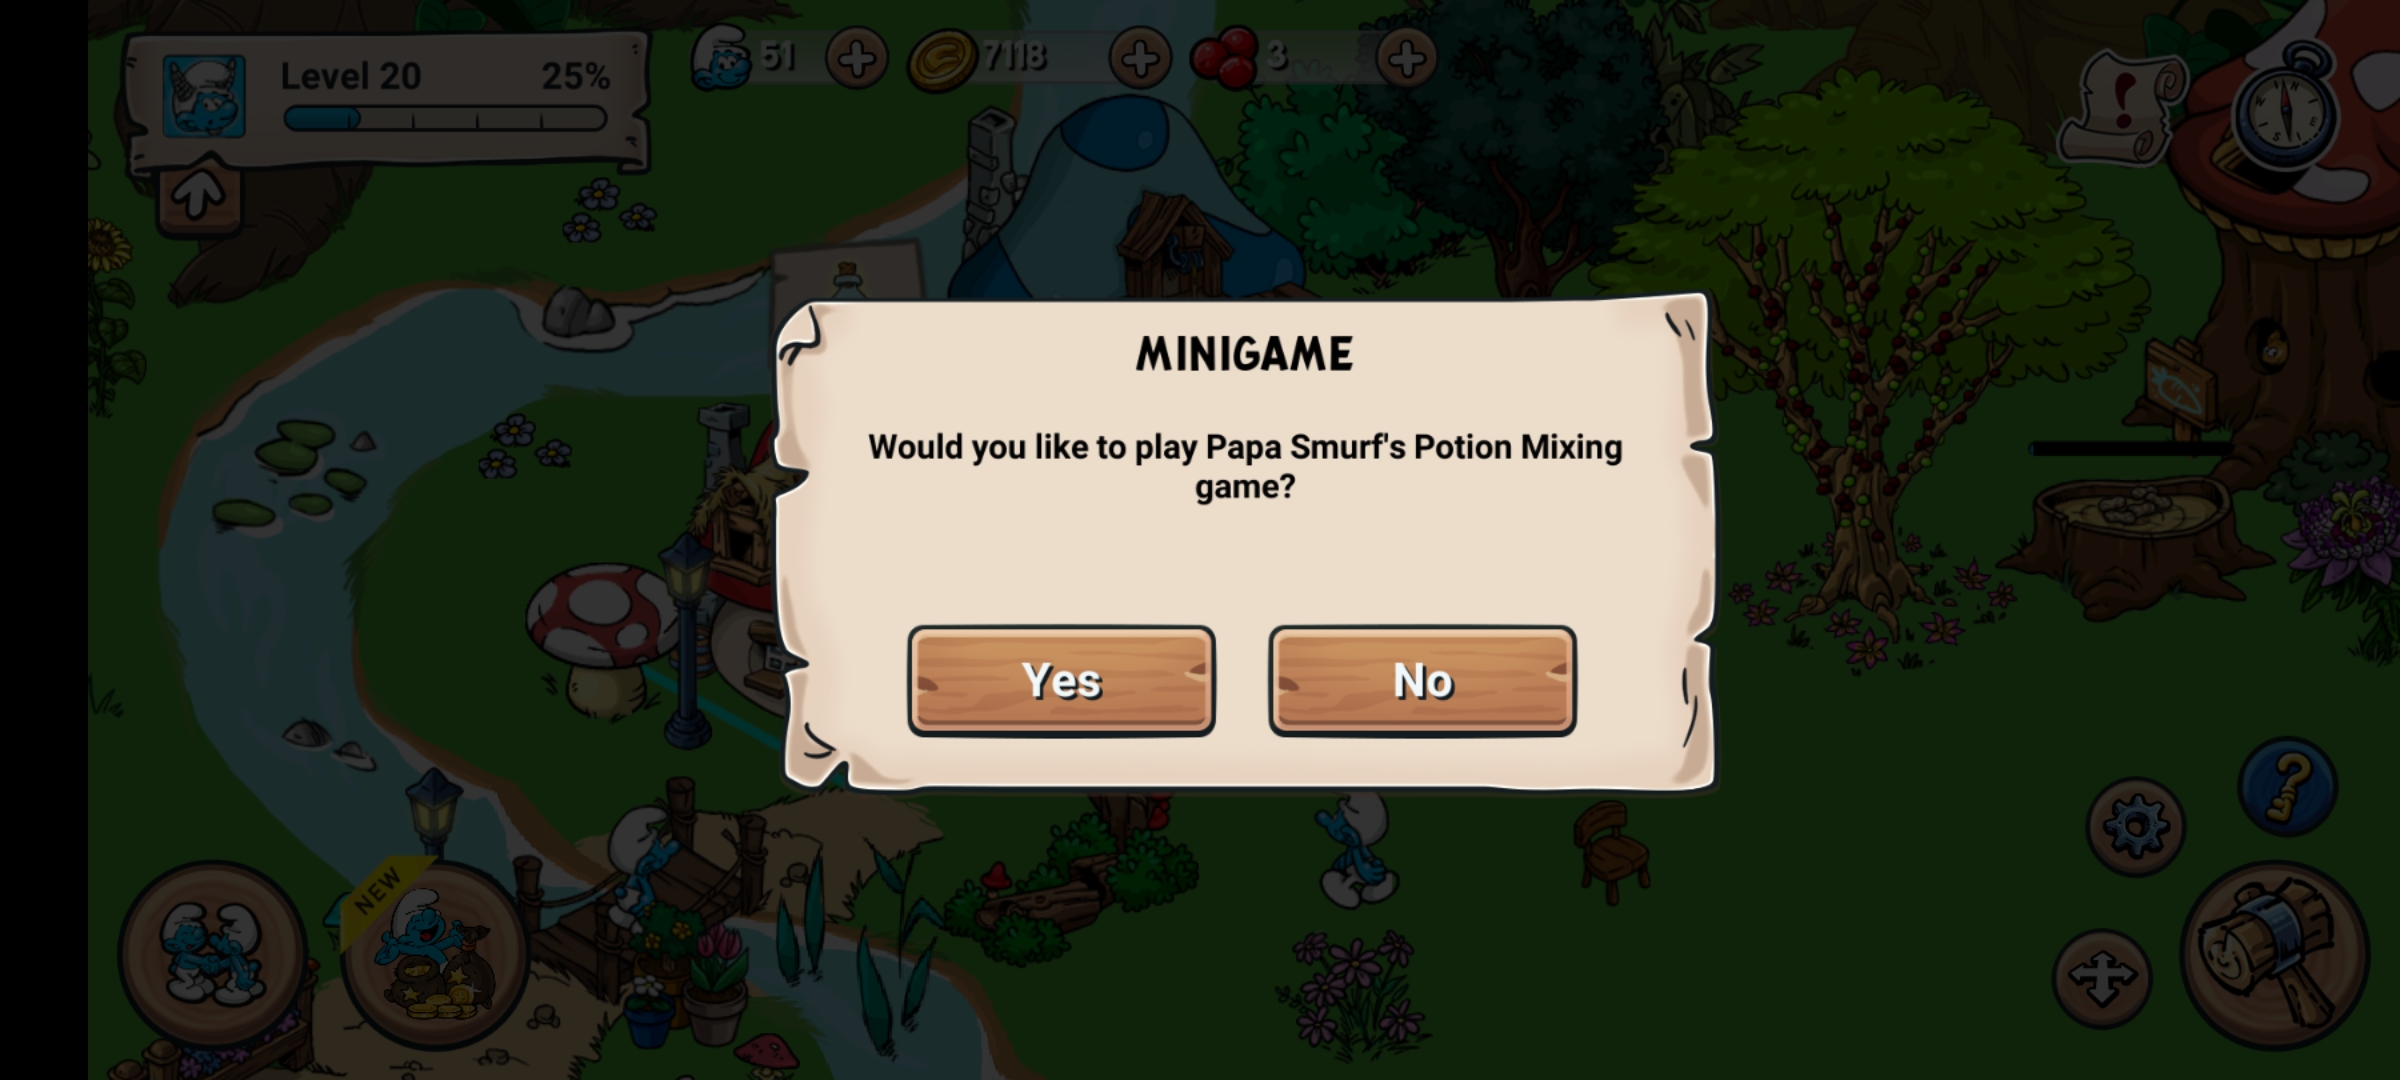 Level 20 25%
51
7118
3
MINIGAME
Would you like to play Papa Smurf's Potion Mixing
game?
Yes
No
NEW